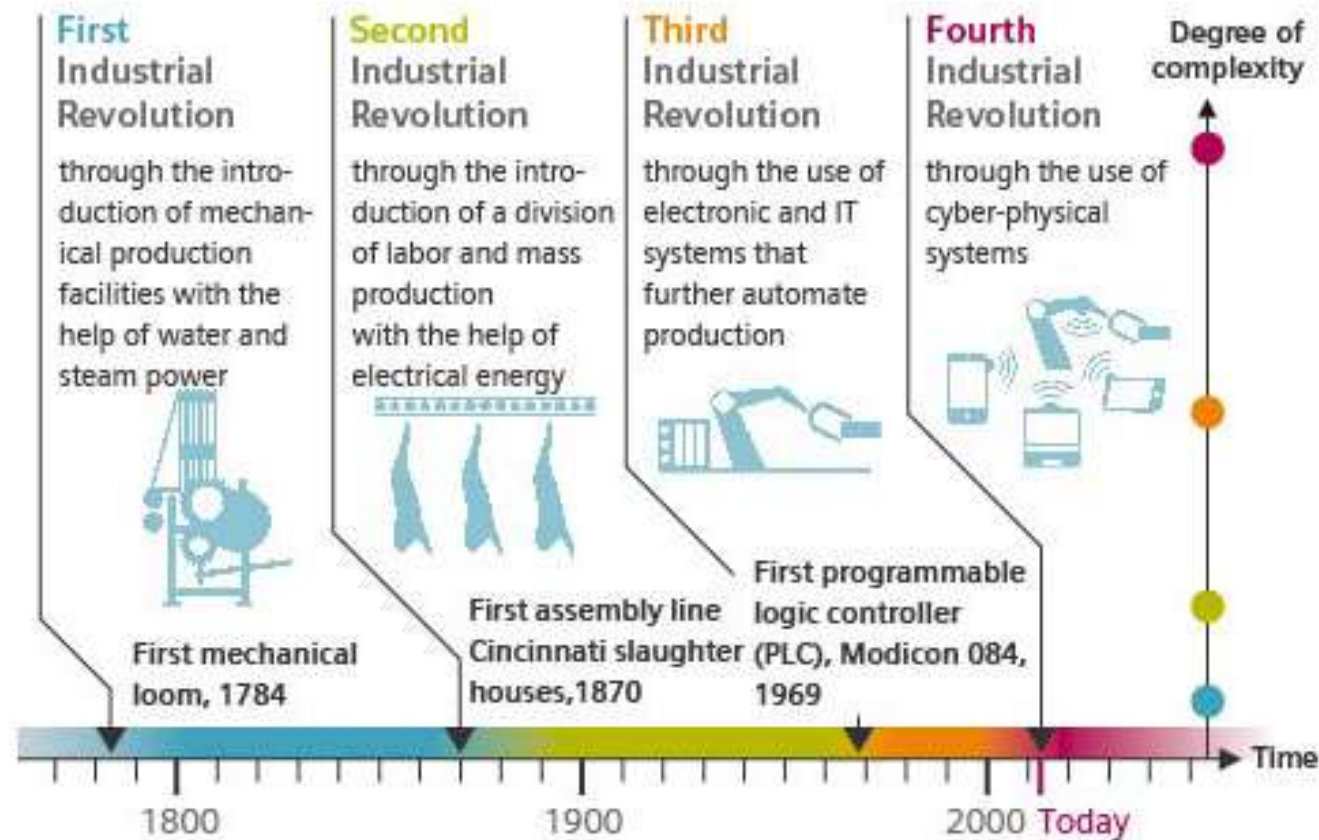 First
Industrial
Revolution
through the intro-
duction of mechan-
ical production
facilities with the
help of water and
steam power
First mechanical
loom, 1784
Second
Industrial
Revolution
through the intro-
duction of a division
of labor and mass
production
with the help of
electrical energy
First assembly line
Cincinnati slaughter
houses,1870
Third
Industrial
Revolution
through the use of
electronic and IT
systems that
further automate
production
First programmable
logic controller
(PLC), Modicon 084,
1969
Fourth
Industrial
Revolution
through the use of
cyber-physical
systems
Degree of
complexity
Time
1800
1900
2000
Today